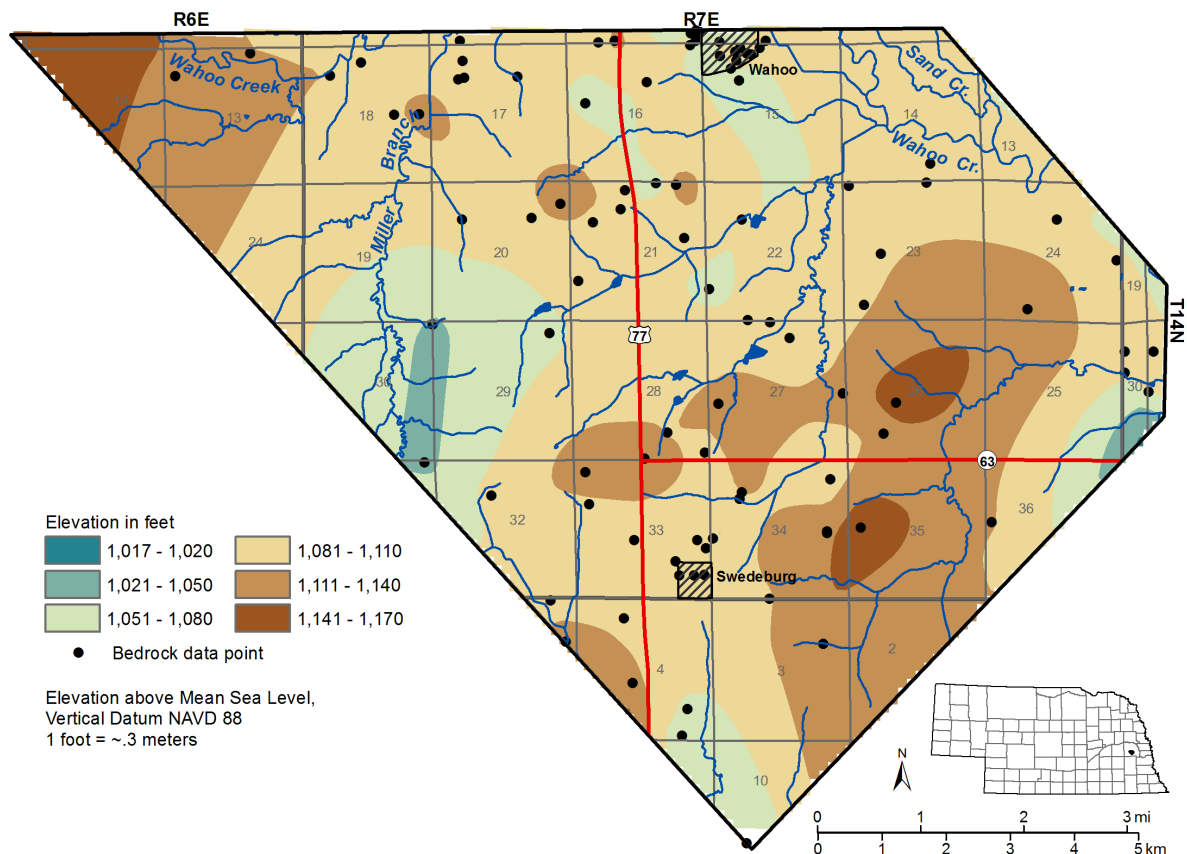 R6E
R7E
Wahoo
Wahoo Creek
Sand Cr.
13
18
17
16
15
14
Miller Branch
Wahoo Cr.
13
24
19
20
21
22
23
24
19
T14N
77
30
29
28
27
25
30
63
32
33
34
35
36
Swedeburg
Elevation in feet
1,017 - 1,020
1,081 - 1,110
1,021 - 1,050
1,111 - 1,140
1,051 - 1,080
1,141 - 1,170
Bedrock data point
4
3
2
10
Elevation above Mean Sea Level,
Vertical Datum NAVD 88
1 foot = ~.3 meters
N
0 1 2 3 mi
0 1 2 3 4 5 km